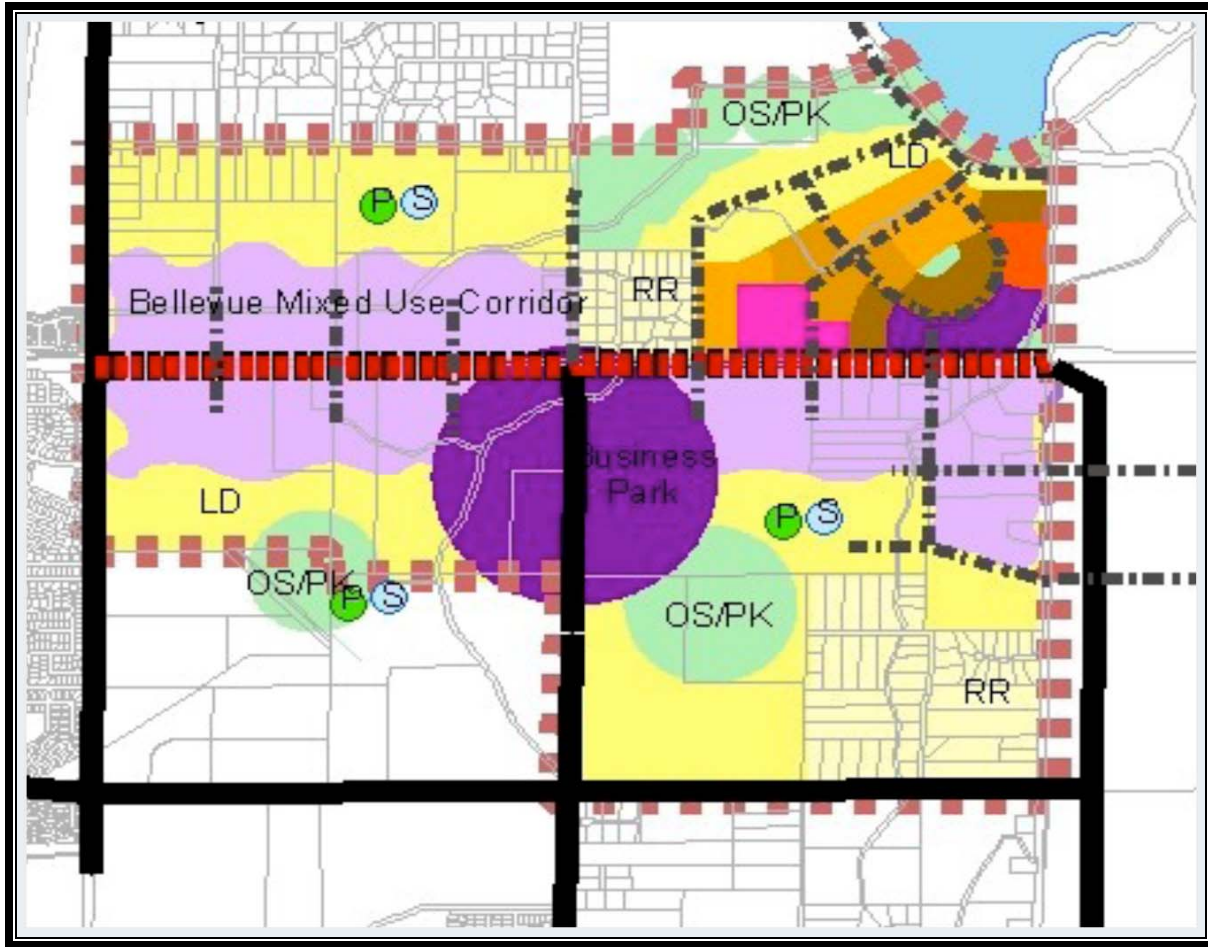 OS/PK
LD
P S
RR
Bellevue Mixed Use Corridor
Business
Park
LD
P S
OS/PK
P S
OS/PK
RR